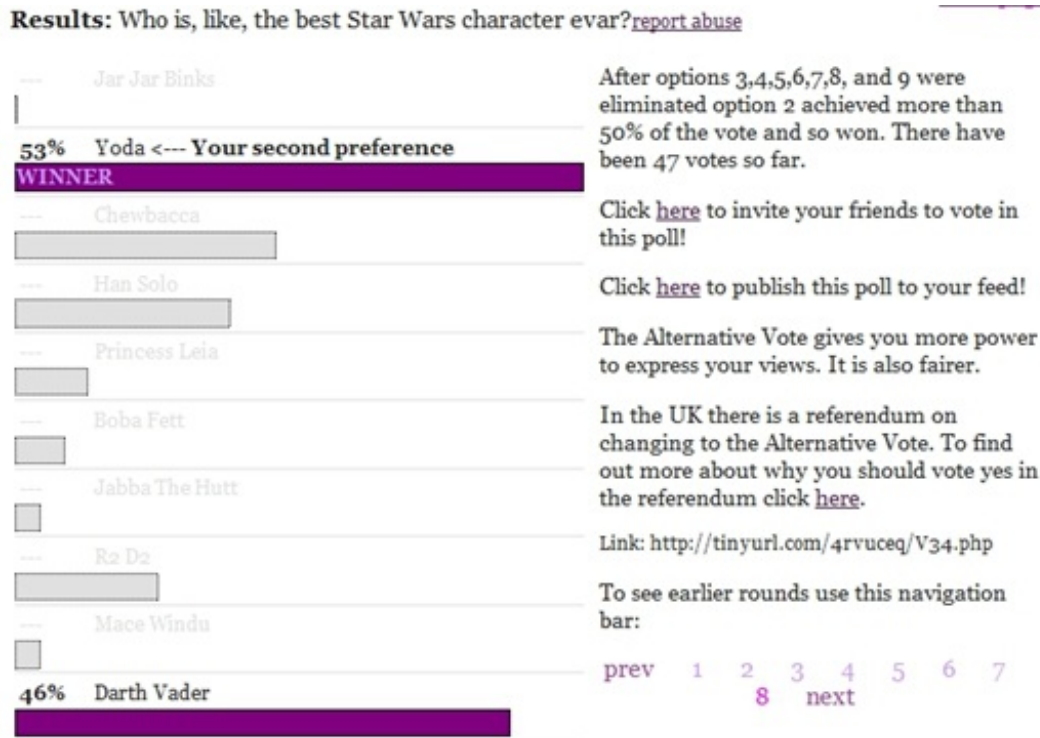 Results: Who is, like, the best Star Wars character evar?report abuse
--- Jar Jar Binks
53% Yoda <--- Your second preference
WINNER
--- Chewbacca
--- Han Solo
--- Princess Leia
--- Boba Fett
--- Jabba The Hutt
--- R2 D2
--- Mace Windu
46% Darth Vader
After options 3,4,5,6,7,8, and 9 were
eliminated option 2 achieved more than
50% of the vote and so won. There have
been 47 votes so far.
Click here to invite your friends to vote in
this poll!
Click here to publish this poll to your feed!
The Alternative Vote gives you more power
to express your views. It is also fairer.
In the UK there is a referendum on
changing to the Alternative Vote. To find
out more about why you should vote yes in
the referendum click here.
Link: http://tinyurl.com/4rvuceq/V34.php
To see earlier rounds use this navigation
bar:
prev 1 2 3 4 5 6 7
8 next